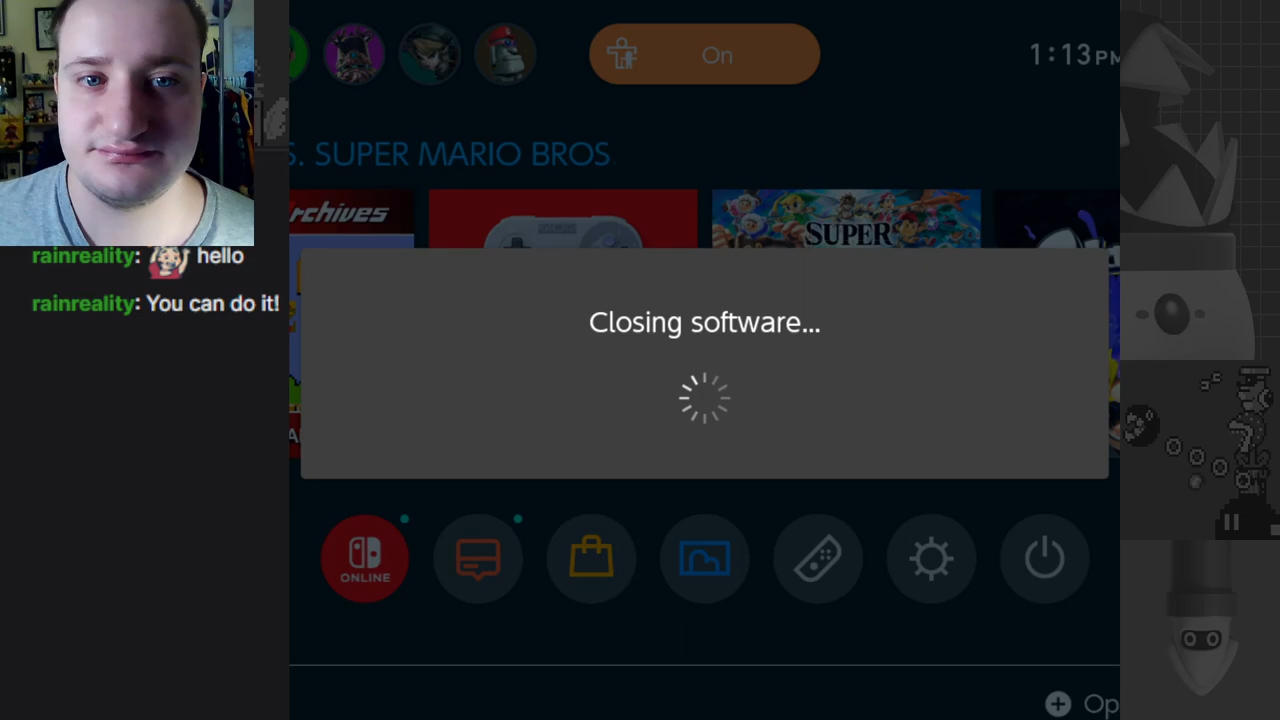 On
1:13PM
S. SUPER MARIO BROS
rchives
SUPER
rainreality: hello
rainreality: You can do it!
Closing software...
ONLINE
Op